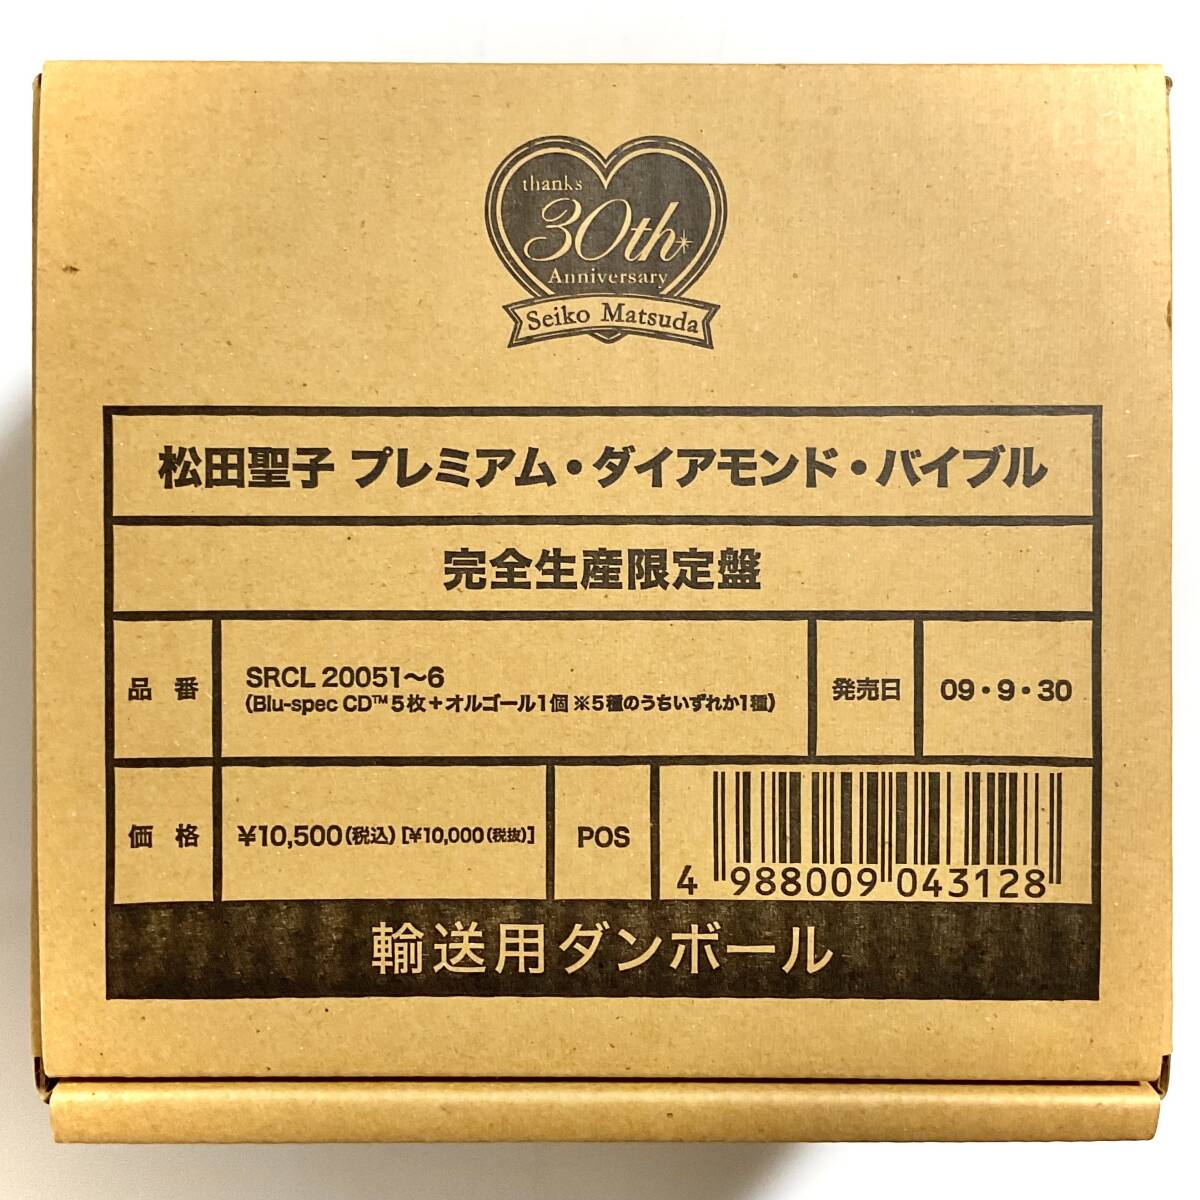 thanks
30th
Anniversary
Seiko Matsuda
松田聖子 プレミアム・ダイアモンド・バイブル
完全生産限定盤
品 番
SRCL 20051〜6
(Blu-spec CD™ 5枚+オルゴール1個 ※5種のうちいずれか1種)
発売日
09・9・30
価 格
¥10,500(税込) [¥10,000(税抜)]
POS
4 988009 043128
輸送用ダンボール